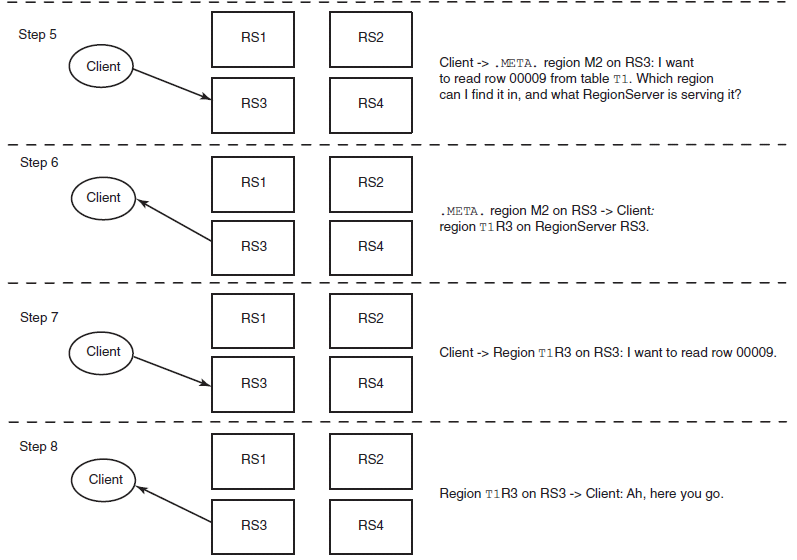 Step 5
Client
RS1
RS2
RS3
RS4
Client -> .META. region M2 on RS3: I want
to read row 00009 from table T1. Which region
can I find it in, and what RegionServer is serving it?
Step 6
Client
RS1
RS2
RS3
RS4
.META. region M2 on RS3 -> Client:
region T1R3 on RegionServer RS3.
Step 7
Client
RS1
RS2
RS3
RS4
Client -> Region T1R3 on RS3: I want to read row 00009.
Step 8
Client
RS1
RS2
RS3
RS4
Region T1R3 on RS3 -> Client: Ah, here you go.